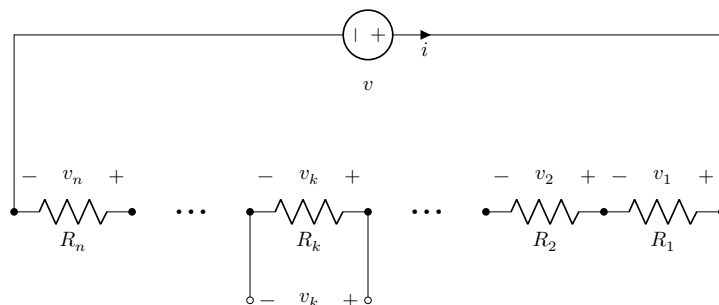 | +
i
v
− v_n + − v_k + − v_2 + − v_1 +
··· ···
R_n R_k R_2 R_1
− v_k +